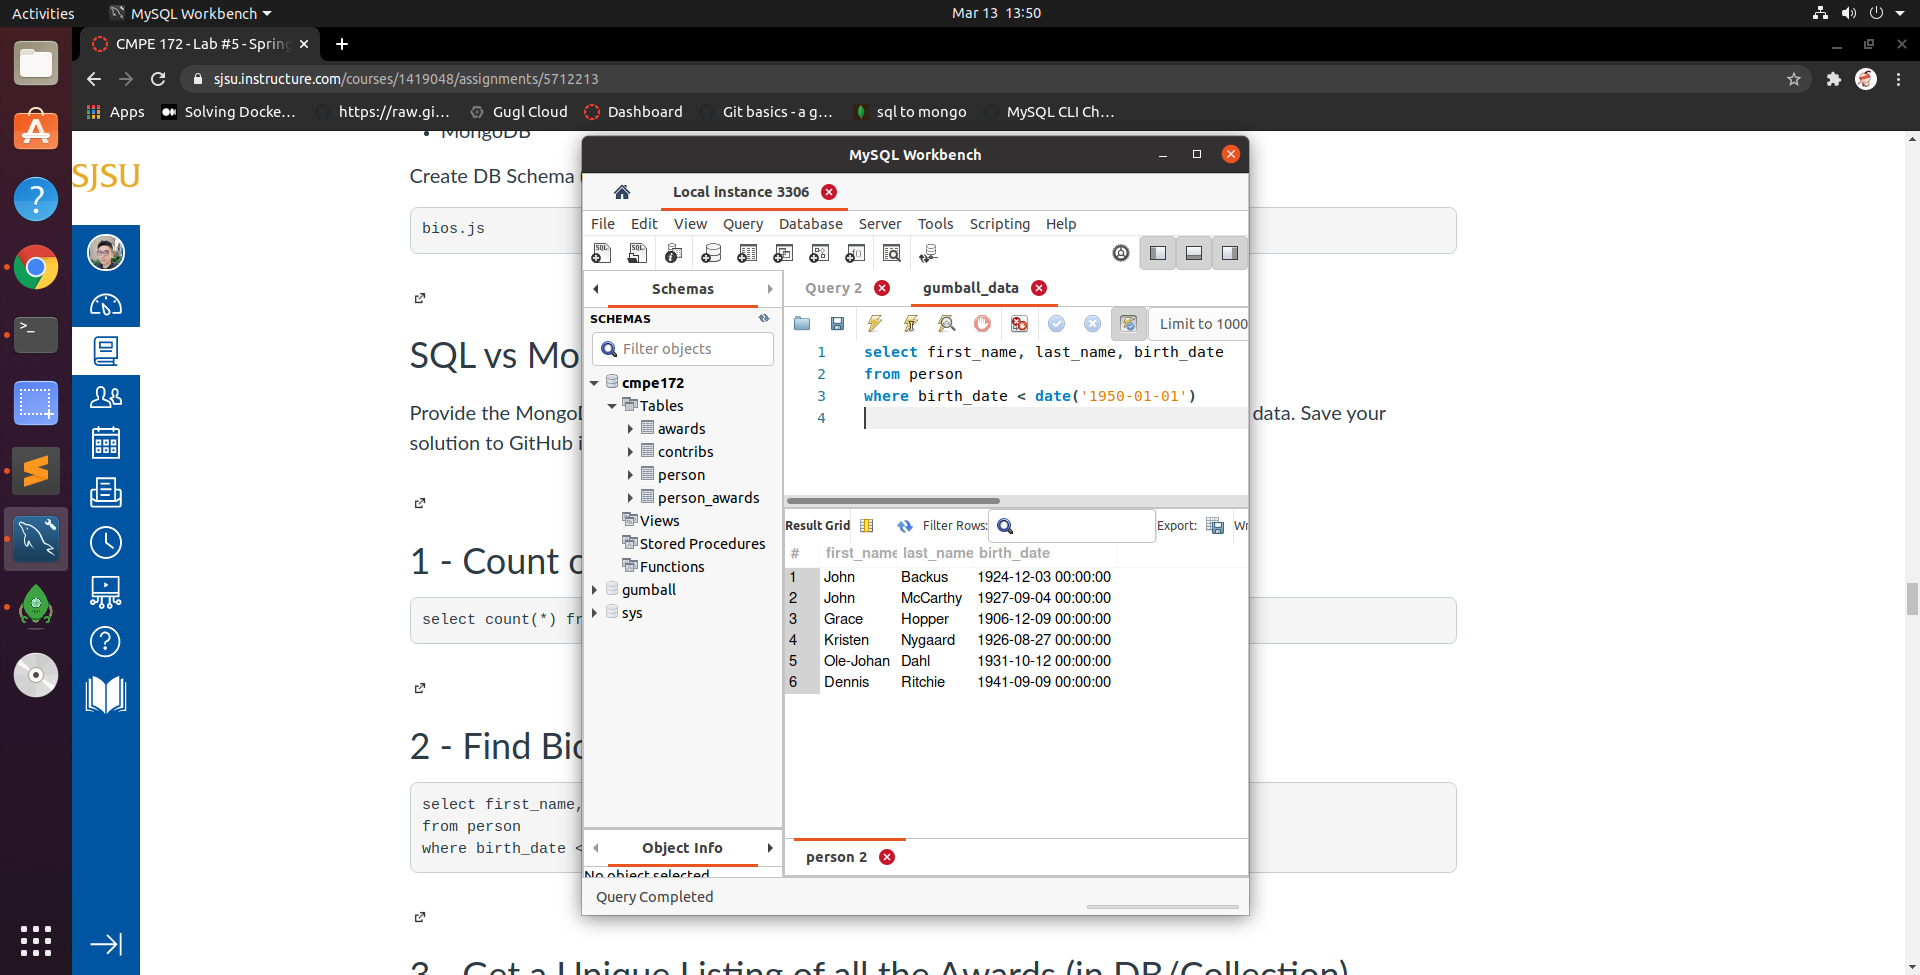 Activities
MySQL Workbench
Mar 13 13:50
CMPE 172 - Lab #5 - Spring
sjsu.instructure.com/courses/1419048/assignments/5712213
Apps
Solving Docke...
https://raw.gi...
Gugl Cloud
Dashboard
Git basics - a g...
sql to mongo
MySQL CLI Ch...
SJSU
• MongoDB
Create DB Schema
bios.js
SQL vs Mo
Provide the Mongo
data. Save your
solution to GitHub i
1 - Count o
select count(*) fr
2 - Find Bio
select first_name,
from person
where birth_date <
3 - Get a Unique Listing of all the Awards (in DB/Collection)
MySQL Workbench
Local instance 3306
File Edit View Query Database Server Tools Scripting Help
Schemas
SCHEMAS
Filter objects
cmpe172
Tables
awards
contribs
person
person_awards
Views
Stored Procedures
Functions
gumball
sys
Object Info
No object selected
Query 2
gumball_data
Limit to 1000
1 select first_name, last_name, birth_date
2 from person
3 where birth_date < date('1950-01-01')
4
Result Grid
Filter Rows:
Export:
Wr
# first_name last_name birth_date
1 John Backus 1924-12-03 00:00:00
2 John McCarthy 1927-09-04 00:00:00
3 Grace Hopper 1906-12-09 00:00:00
4 Kristen Nygaard 1926-08-27 00:00:00
5 Ole-Johan Dahl 1931-10-12 00:00:00
6 Dennis Ritchie 1941-09-09 00:00:00
person 2
Query Completed